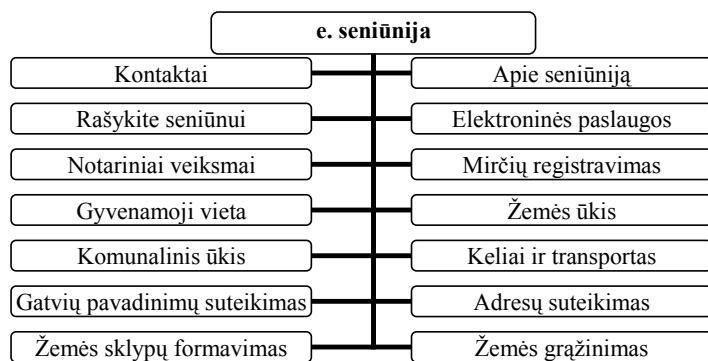 e. seniūnija
Kontaktai
Apie seniūniją
Rašykite seniūnui
Elektroninės paslaugos
Notariniai veiksmai
Mirčių registravimas
Gyvenamoji vieta
Žemės ūkis
Komunalinis ūkis
Keliai ir transportas
Gatvių pavadinimų suteikimas
Adresų suteikimas
Žemės sklypų formavimas
Žemės grąžinimas